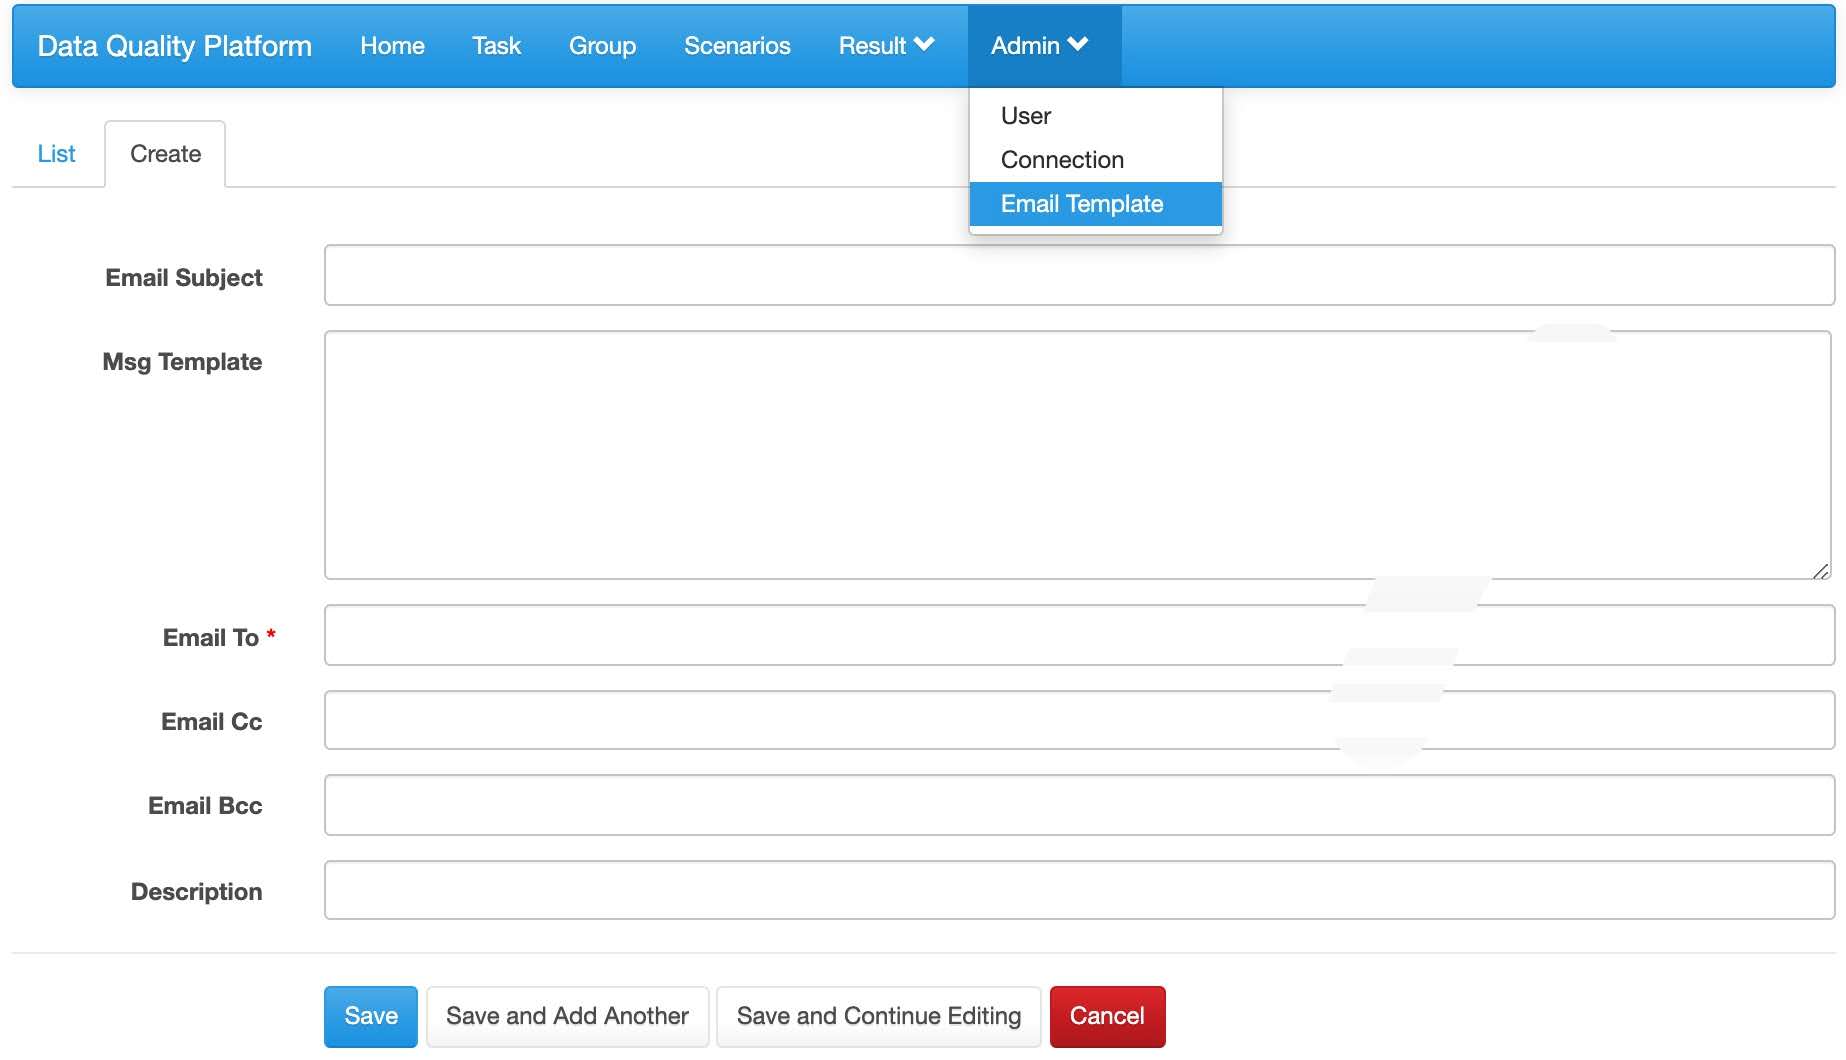 Data Quality Platform Home Task Group Scenarios Result Admin
User
Connection
Email Template
List Create
Email Subject
Msg Template
Email To *
Email Cc
Email Bcc
Description
Save Save and Add Another Save and Continue Editing Cancel